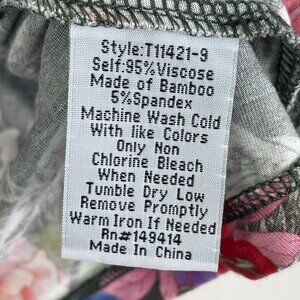 Style:T11421-9
Self:95%Viscose
Made of Bamboo
5%Spandex
Machine Wash Cold
With like Colors
Only Non
Chlorine Bleach
When Needed
Tumble Dry Low
Remove Promptly
Warm Iron If Needed
Rn#149414
Made In China